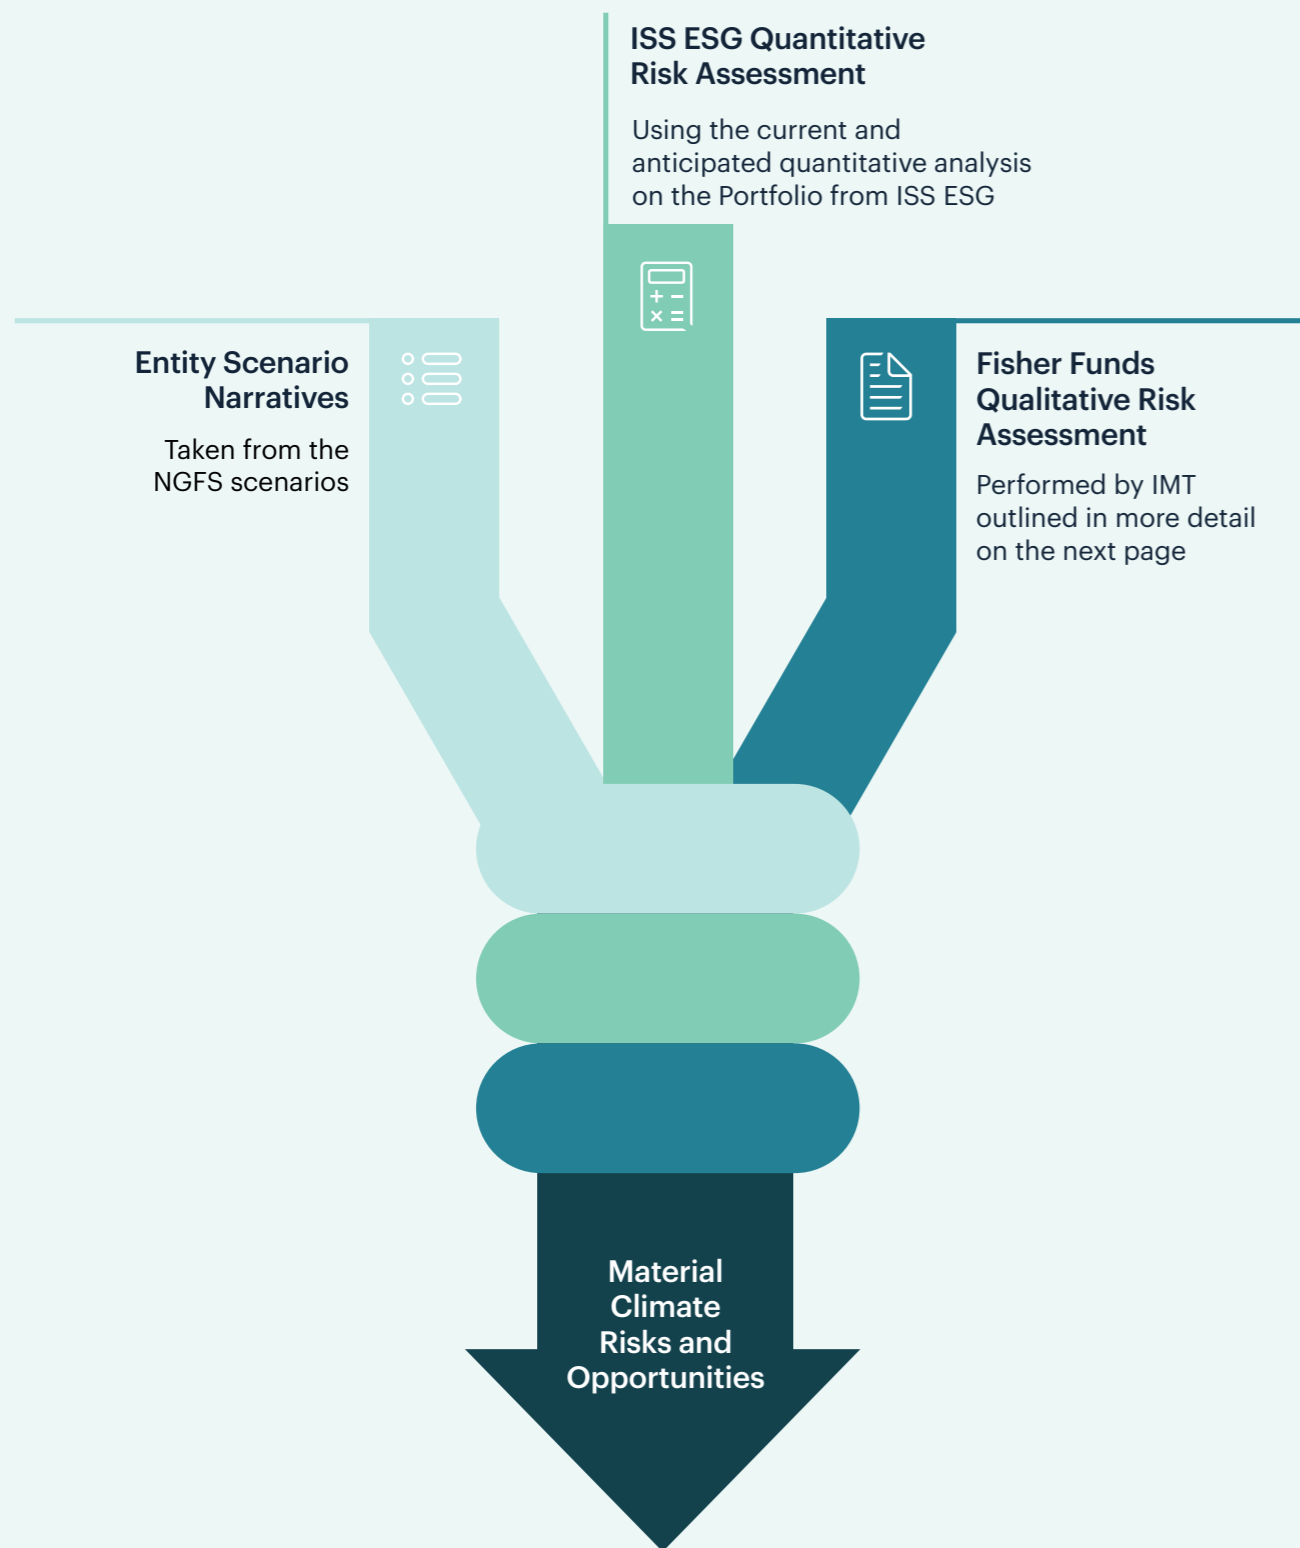 ISS ESG Quantitative
Risk Assessment
Using the current and
anticipated quantitative analysis
on the Portfolio from ISS ESG
Entity Scenario
Narratives
Taken from the
NGFS scenarios
Fisher Funds
Qualitative Risk
Assessment
Performed by IMT
outlined in more detail
on the next page
Material
Climate
Risks and
Opportunities